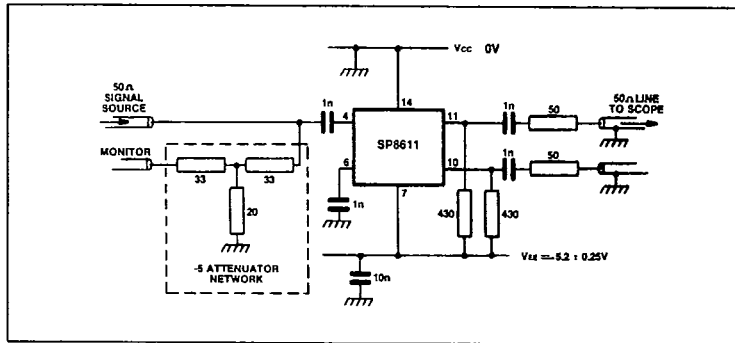 Vcc 0V
50Ω
SIGNAL
SOURCE
1n
4
14
11
1n
50
50Ω LINE
TO SCOPE
SP8611
MONITOR
33
33
6
10
1n
50
7
1n
20
430
430
-5 ATTENUATOR
NETWORK
10n
VEE = -5.2 ± 0.25V